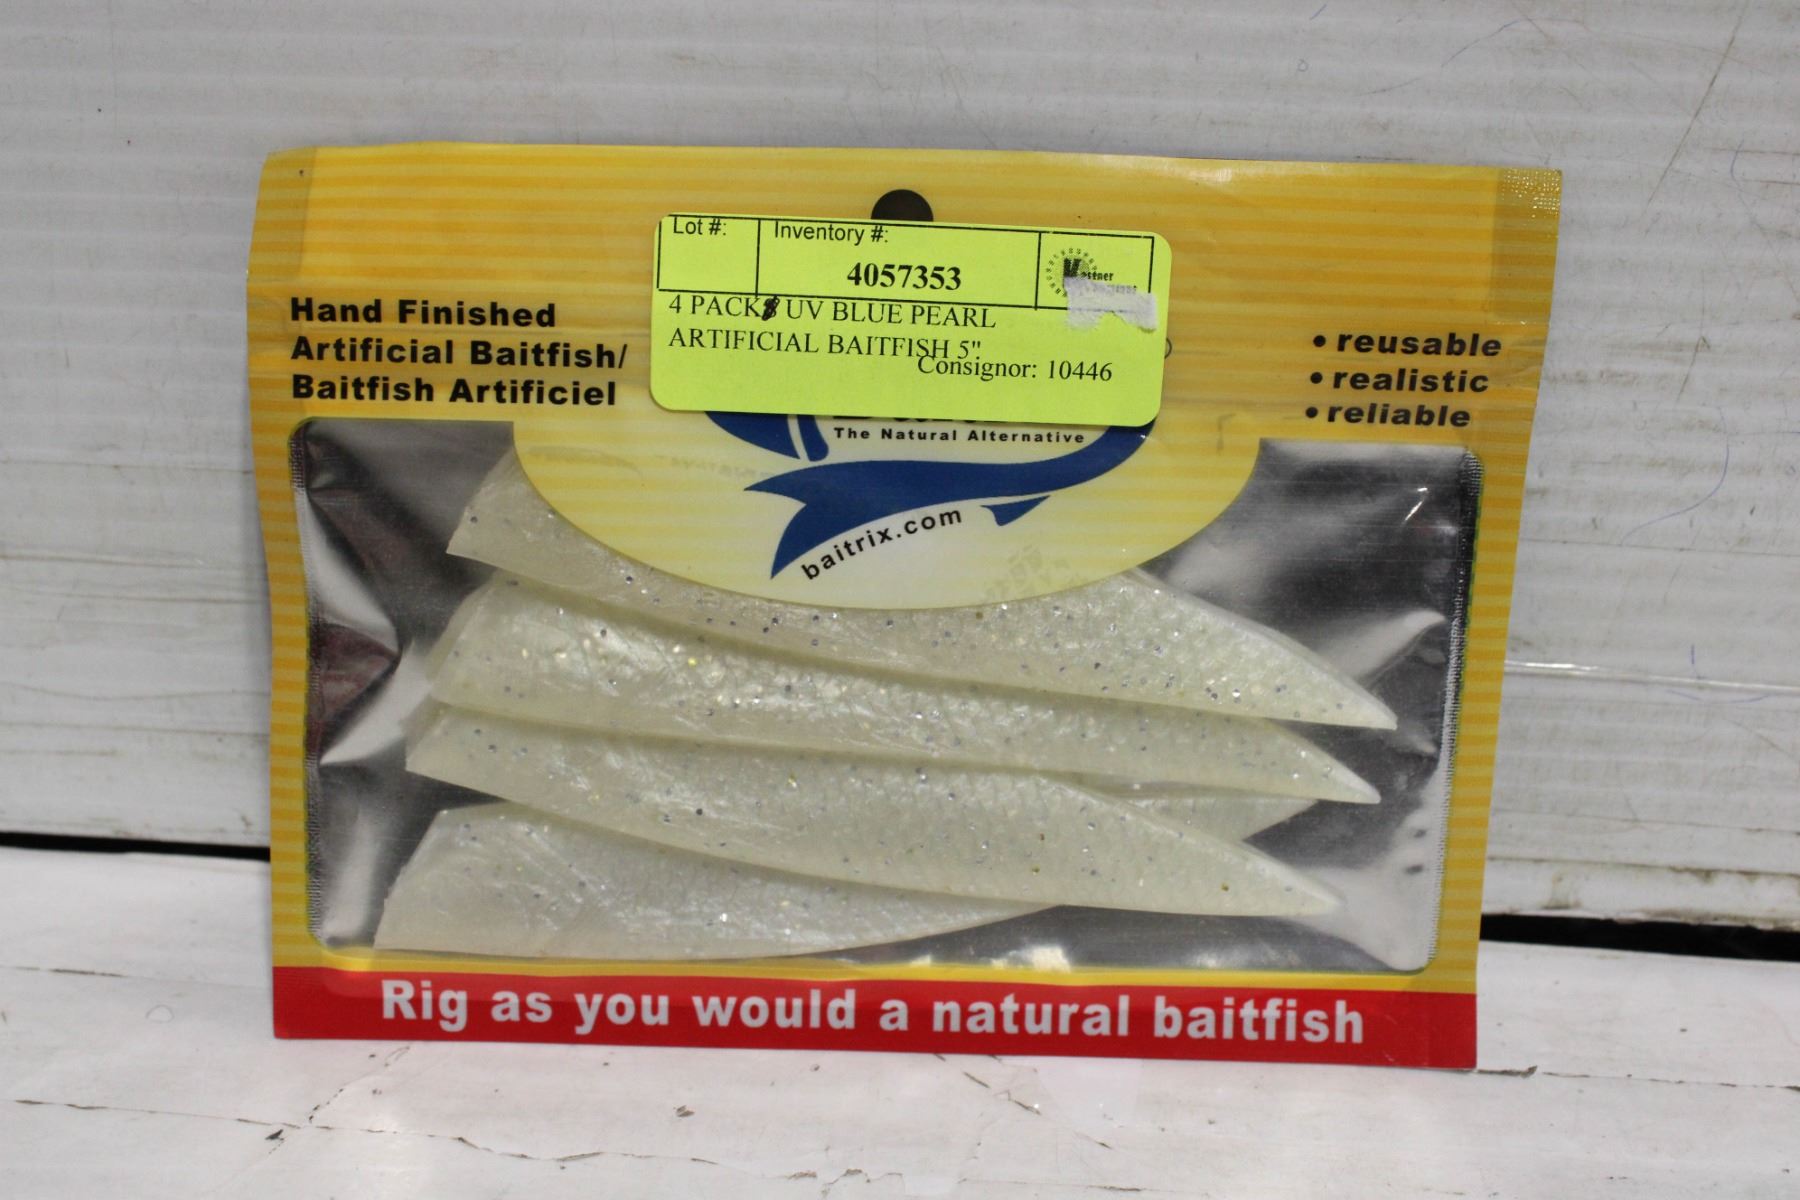 Lot #:
Inventory #:
4057353
4 PACK UV BLUE PEARL
ARTIFICIAL BAITFISH 5"
Consignor: 10446
Hand Finished
Artificial Baitfish/
Baitfish Artificiel
• reusable
• realistic
• reliable
The Natural Alternative
baitrix.com
Rig as you would a natural baitfish